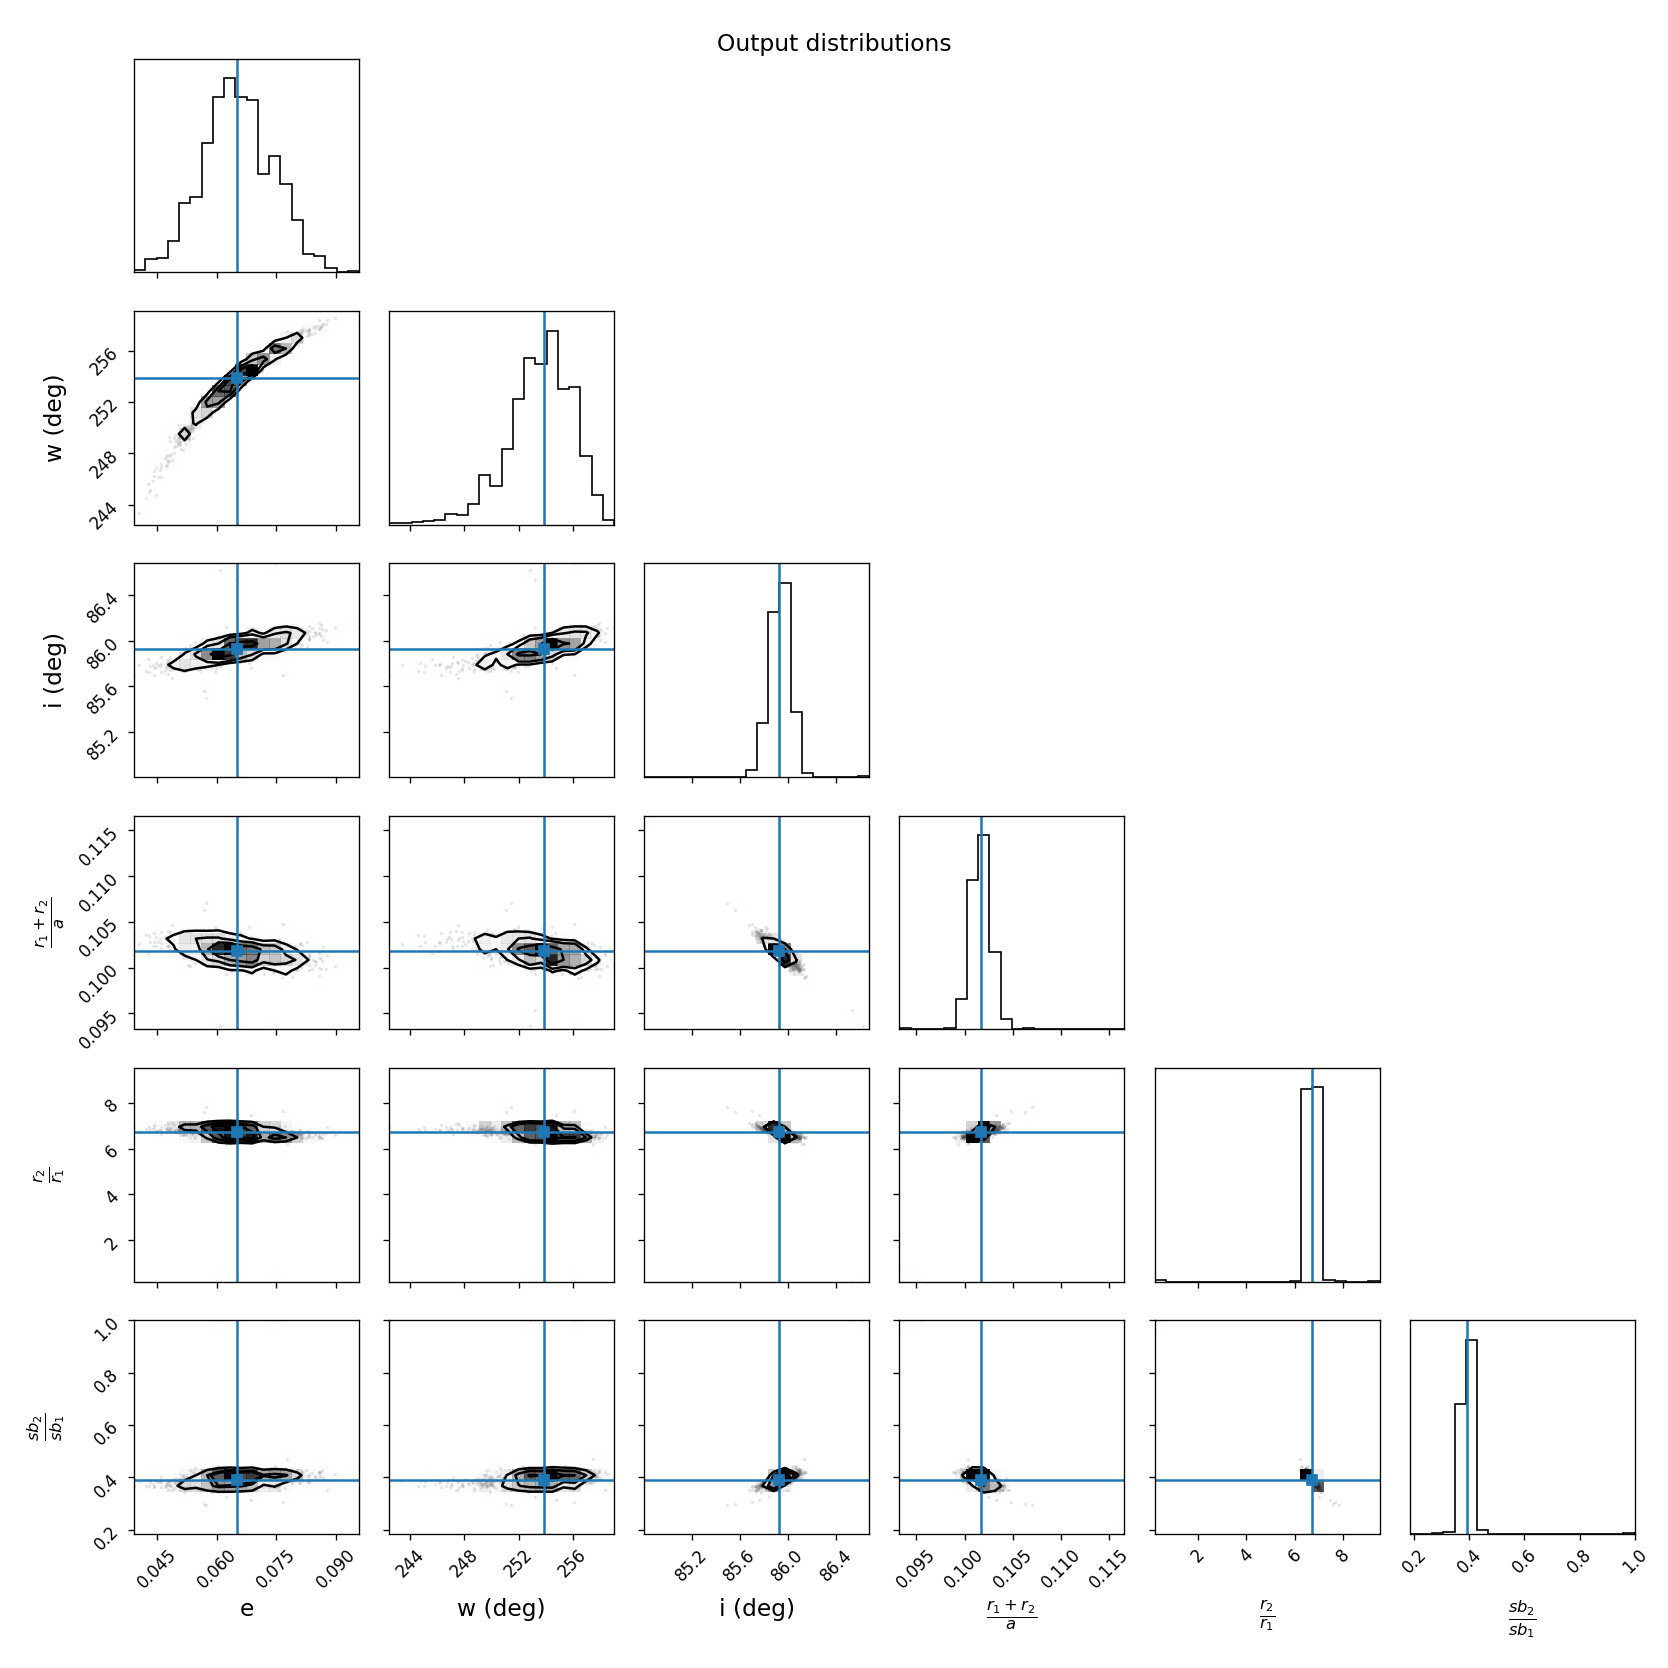 Output distributions
w (deg)
256
252
248
244
i (deg)
86.4
86.0
85.6
85.2
r₁ + r₂
a
0.115
0.110
0.105
0.100
0.095
r₂
r₁
8
6
4
2
sb₂
sb₁
1.0
0.8
0.6
0.4
0.2
0.045 0.060 0.075 0.090
244 248 252 256
85.2 85.6 86.0 86.4
0.095 0.100 0.105 0.110 0.115
2 4 6 8
0.2 0.4 0.6 0.8 1.0
e
w (deg)
i (deg)
r₁ + r₂
a
r₂
r₁
sb₂
sb₁